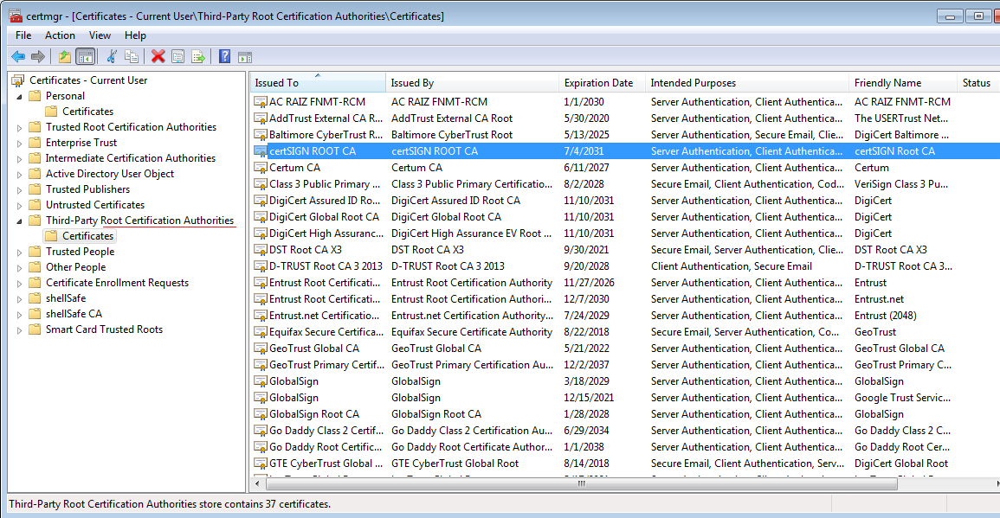 certmgr - [Certificates - Current User\Third-Party Root Certification Authorities\Certificates]
File Action View Help
Certificates - Current User
Personal
Certificates
Trusted Root Certification Authorities
Enterprise Trust
Intermediate Certification Authorities
Active Directory User Object
Trusted Publishers
Untrusted Certificates
Third-Party Root Certification Authorities
Certificates
Trusted People
Other People
Certificate Enrollment Requests
shellSafe
shellSafe CA
Smart Card Trusted Roots
Issued To Issued By Expiration Date Intended Purposes Friendly Name Status
AC RAIZ FNMT-RCM AC RAIZ FNMT-RCM 1/1/2030 Server Authentication, Client Authentica... AC RAIZ FNMT-RCM
AddTrust External CA R... AddTrust External CA Root 5/30/2020 Server Authentication, Client Authentica... The USERTrust Net...
Baltimore CyberTrust R... Baltimore CyberTrust Root 5/13/2025 Server Authentication, Secure Email, Clie... DigiCert Baltimore ...
certSIGN ROOT CA certSIGN ROOT CA 7/4/2031 Server Authentication, Client Authentica... certSIGN Root CA
Certum CA Certum CA 6/11/2027 Server Authentication, Client Authentica... Certum
Class 3 Public Primary ... Class 3 Public Primary Certificatio... 8/2/2028 Secure Email, Client Authentication, Cod... VeriSign Class 3 Pu...
DigiCert Assured ID Ro... DigiCert Assured ID Root CA 11/10/2031 Server Authentication, Client Authentica... DigiCert
DigiCert Global Root CA DigiCert Global Root CA 11/10/2031 Server Authentication, Client Authentica... DigiCert
DigiCert High Assuranc... DigiCert High Assurance EV Root ... 11/10/2031 Server Authentication, Client Authentica... DigiCert
DST Root CA X3 DST Root CA X3 9/30/2021 Secure Email, Server Authentication, Clie... DST Root CA X3
D-TRUST Root CA 3 2013 D-TRUST Root CA 3 2013 9/20/2028 Client Authentication, Secure Email D-TRUST Root CA 3...
Entrust Root Certificati... Entrust Root Certification Authority 11/27/2026 Server Authentication, Client Authentica... Entrust
Entrust Root Certificati... Entrust Root Certification Authority... 12/7/2030 Server Authentication, Client Authentica... Entrust.net
Entrust.net Certificatio... Entrust.net Certification Authority... 7/24/2029 Server Authentication, Client Authentica... Entrust (2048)
Equifax Secure Certifica... Equifax Secure Certificate Authority 8/22/2018 Secure Email, Server Authentication, Co... GeoTrust
GeoTrust Global CA GeoTrust Global CA 5/21/2022 Server Authentication, Client Authentica... GeoTrust Global CA
GeoTrust Primary Certif... GeoTrust Primary Certification Au... 12/2/2037 Server Authentication, Client Authentica... GeoTrust Primary C...
GlobalSign GlobalSign 3/18/2029 Server Authentication, Client Authentica... GlobalSign
GlobalSign GlobalSign 12/15/2021 Server Authentication, Client Authentica... Google Trust Servic...
GlobalSign Root CA GlobalSign Root CA 1/28/2028 Server Authentication, Client Authentica... GlobalSign
Go Daddy Class 2 Certif... Go Daddy Class 2 Certification Au... 6/29/2034 Server Authentication, Client Authentica... Go Daddy Class 2 C...
Go Daddy Root Certific... Go Daddy Root Certificate Author... 1/1/2038 Server Authentication, Client Authentica... Go Daddy Root Cer...
GTE CyberTrust Global ... GTE CyberTrust Global Root 8/14/2018 Secure Email, Client Authentication, Serv... DigiCert Global Root
Third-Party Root Certification Authorities store contains 37 certificates.